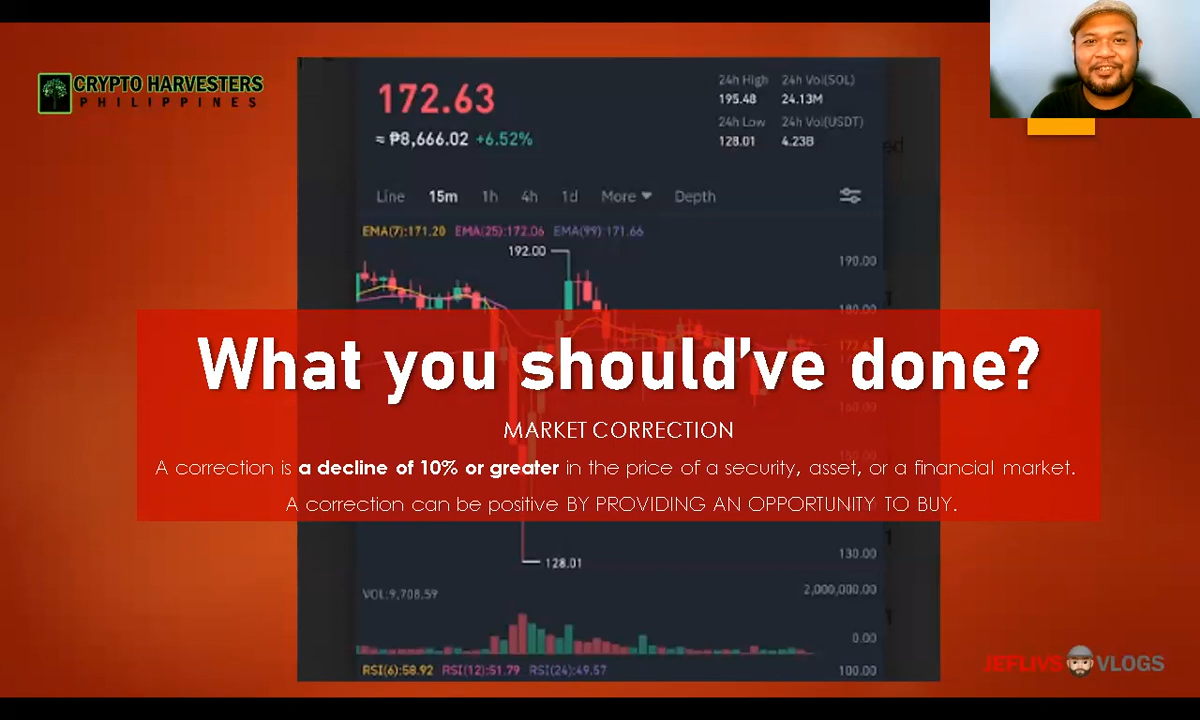 CRYPTO HARVESTERS
PHILIPPINES
172.63
≈ ₱8,666.02 +6.52%
24h High 24h Vol(SOL)
195.48 24.13M
24h Low 24h Vol(USDT)
128.01 4.23B
Line 15m 1h 4h 1d More Depth
EMA(7):171.20 EMA(25):172.06 EMA(99):171.66
192.00
190.00
180.00
What you should've done?
160.00
MARKET CORRECTION
A correction is a decline of 10% or greater in the price of a security, asset, or a financial market.
A correction can be positive BY PROVIDING AN OPPORTUNITY TO BUY.
130.00
128.01
VOL:9,708.59
2,000,000.00
0.00
RSI(6):58.92 RSI(12):51.79 RSI(24):49.57
100.00
JEFLIVS VLOGS